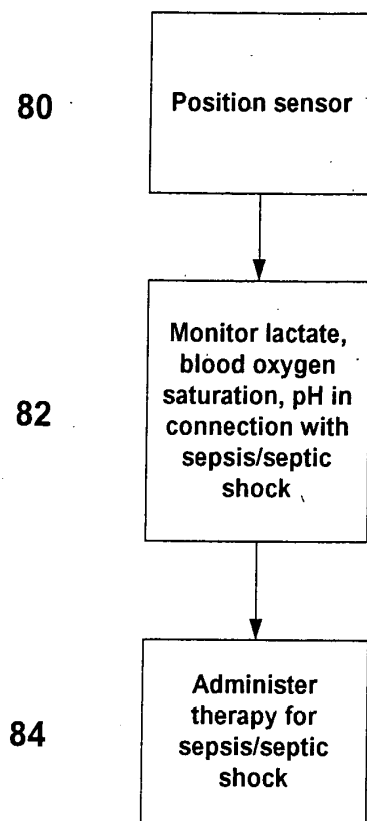 80
Position sensor
82
Monitor lactate,
blood oxygen
saturation, pH in
connection with
sepsis/septic
shock
84
Administer
therapy for
sepsis/septic
shock